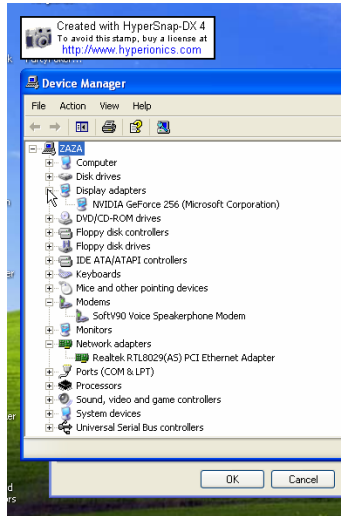 Created with HyperSnap-DX 4
To avoid this stamp, buy a license at
http://www.hyperionics.com
Device Manager
File Action View Help
ZAZA
Computer
Disk drives
Display adapters
NVIDIA GeForce 256 (Microsoft Corporation)
DVD/CD-ROM drives
Floppy disk controllers
Floppy disk drives
IDE ATA/ATAPI controllers
Keyboards
Mice and other pointing devices
Modems
SoftV90 Voice Speakerphone Modem
Monitors
Network adapters
Realtek RTL8029(AS) PCI Ethernet Adapter
Ports (COM & LPT)
Processors
Sound, video and game controllers
System devices
Universal Serial Bus controllers
OK Cancel